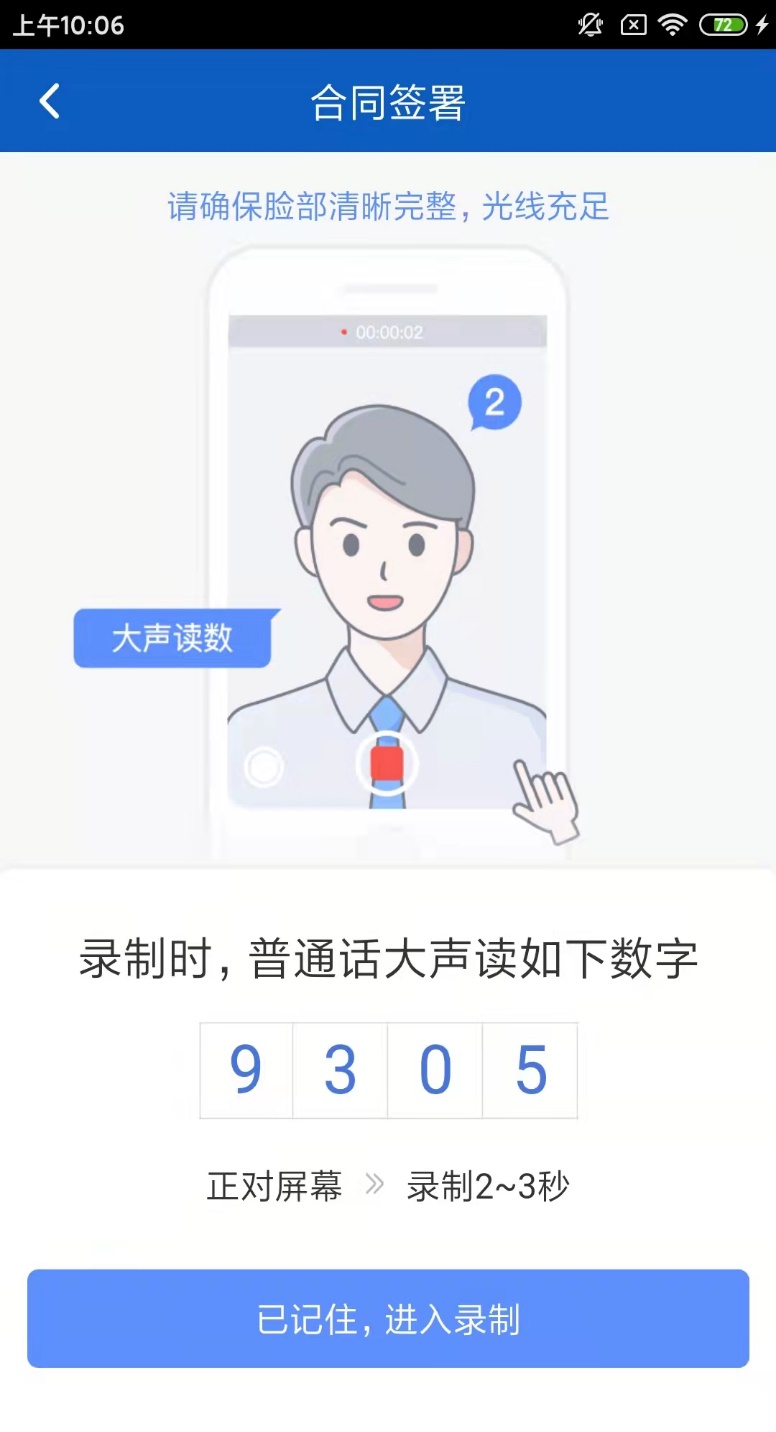 上午10:06
72
合同签署
请确保脸部清晰完整，光线充足
00:00:02
2
大声读数
录制时，普通话大声读如下数字
9 3 0 5
正对屏幕 » 录制2~3秒
已记住，进入录制